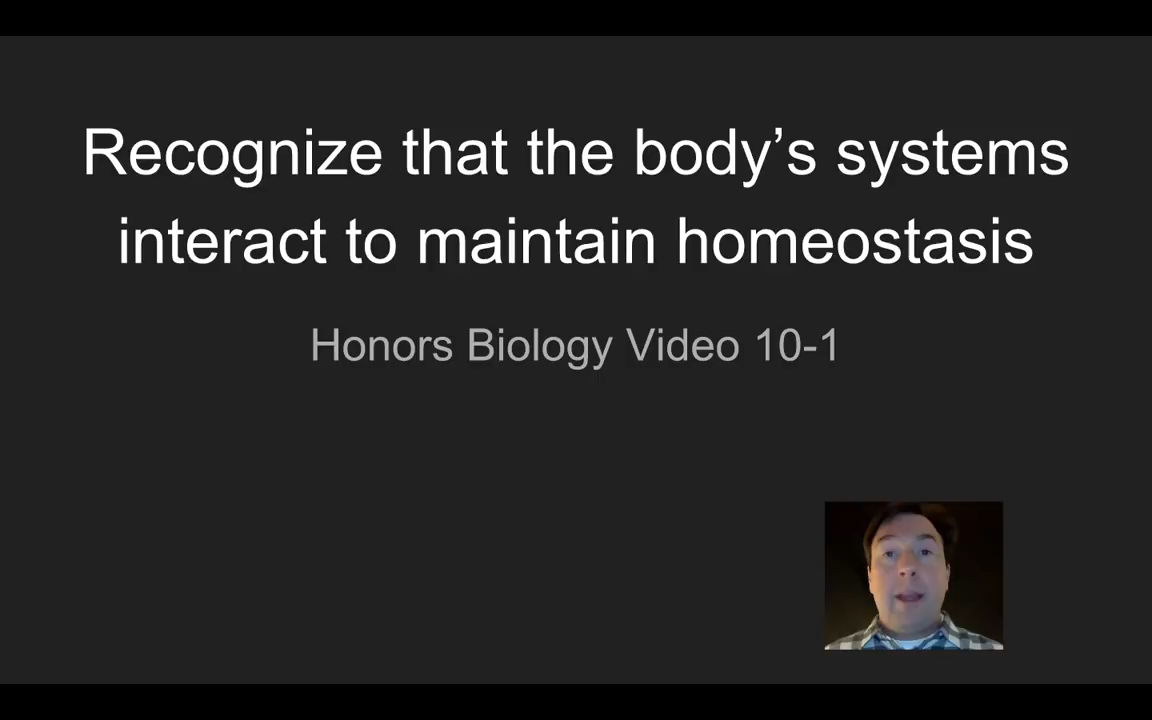 Recognize that the body’s systems
interact to maintain homeostasis
Honors Biology Video 10-1